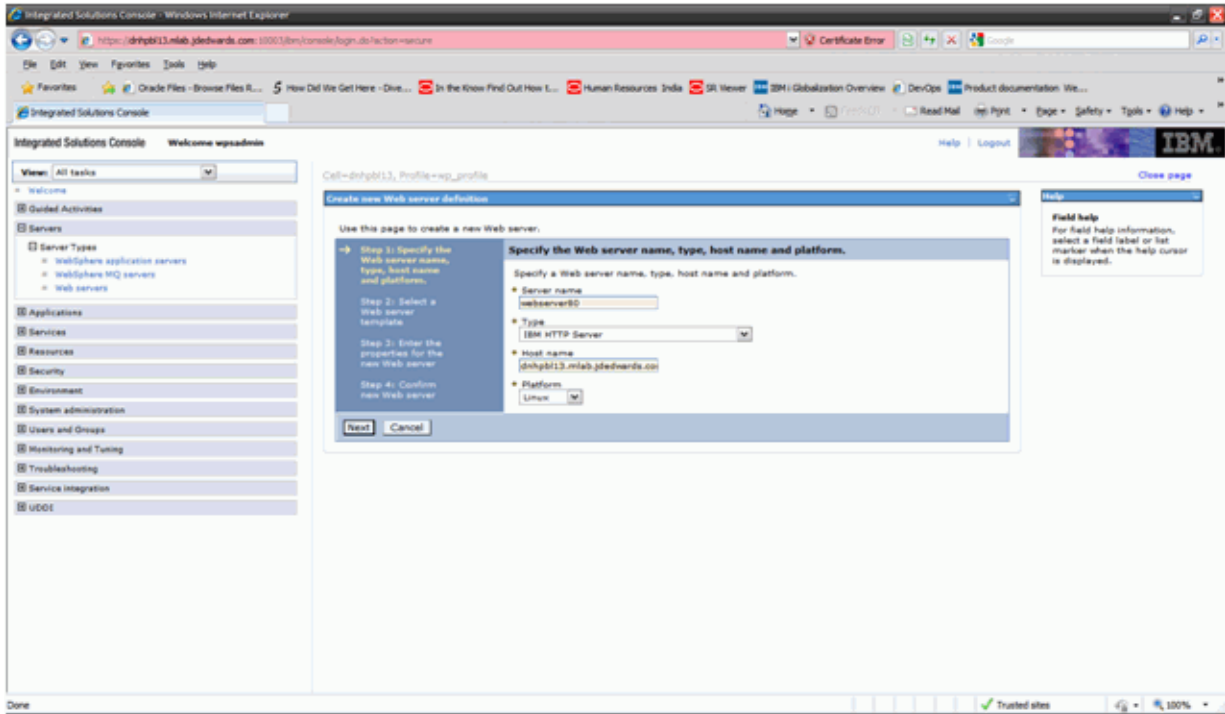 Integrated Solutions Console - Windows Internet Explorer
https://dnhpbl13.mlab.jdedwards.com:10003/ibm/console/login.do?action=secure
Certificate Error
Google
File Edit View Favorites Tools Help
Favorites
Oracle Files - Browse Files R...
How Did We Get Here - Dive...
In the Know Find Out How t...
Human Resources India
SR Viewer
IBM i Globalization Overview
DevOps
Product documentation We...
Integrated Solutions Console
Home
Read Mail
Print
Page
Safety
Tools
Help
Integrated Solutions Console Welcome wpsadmin
Help | Logout
IBM.
View: All tasks
Welcome
Guided Activities
Servers
Server Types
WebSphere application servers
WebSphere MQ servers
Web servers
Applications
Services
Resources
Security
Environment
System administration
Users and Groups
Monitoring and Tuning
Troubleshooting
Service integration
UDDI
Cell=dnhpbl13, Profile=wp_profile
Close page
Create new Web server definition
Use this page to create a new Web server.
Step 1: Specify the
Web server name,
type, host name
and platform.
Step 2: Select a
Web server
template
Step 3: Enter the
properties for the
new Web server
Step 4: Confirm
new Web server
Specify the Web server name, type, host name and platform.
Specify a Web server name, type, host name and platform.
* Server name
webserver80
* Type
IBM HTTP Server
* Host name
dnhpbl13.mlab.jdedwards.co
* Platform
Linux
Next
Cancel
Help
Field help
For field help information,
select a field label or list
marker when the help cursor
is displayed.
Done
Trusted sites
100%